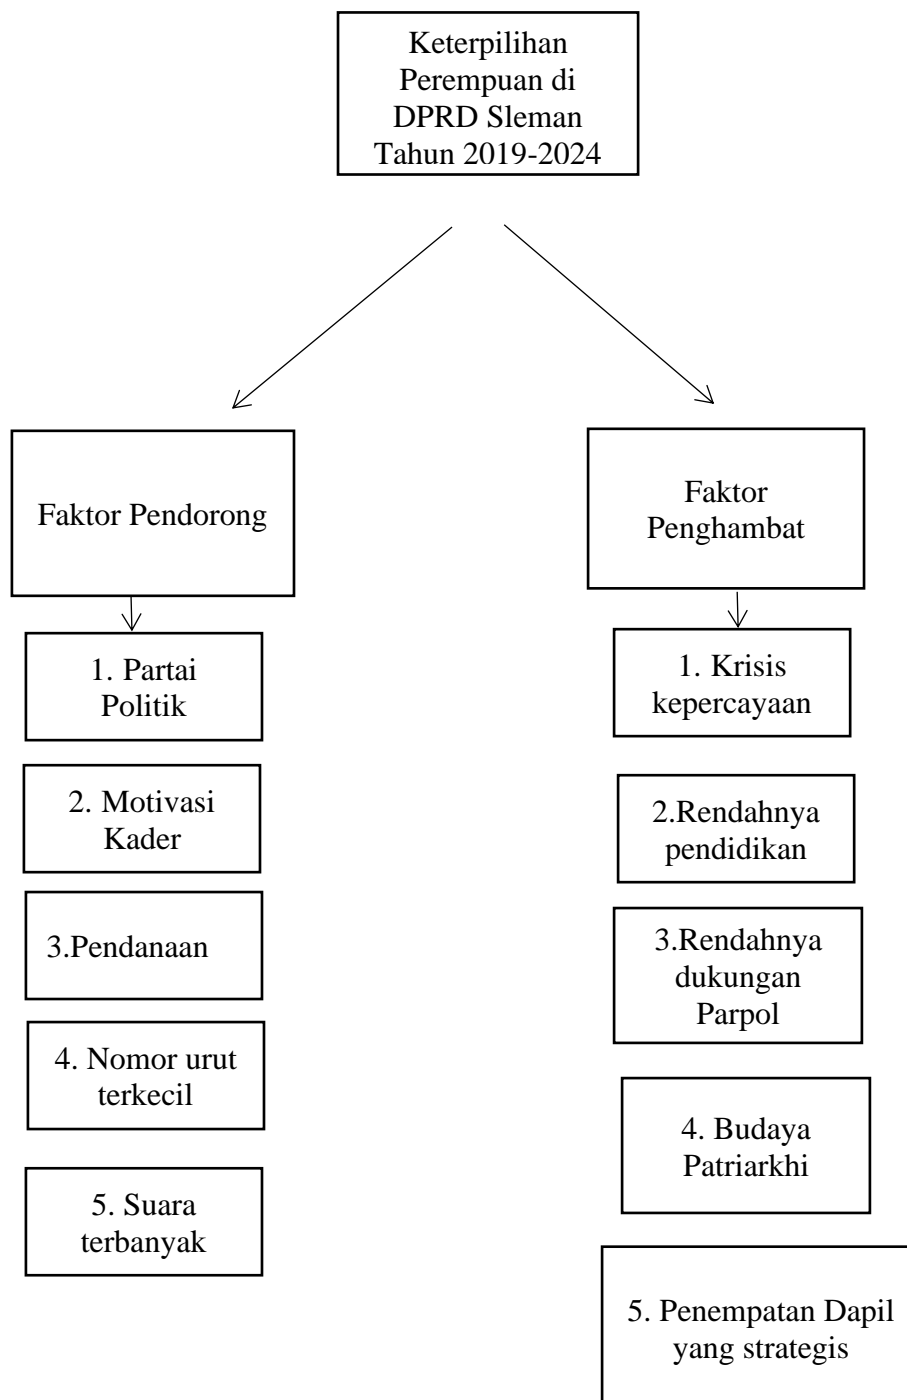 Keterpilihan
Perempuan di
DPRD Sleman
Tahun 2019-2024
Faktor Pendorong
1. Partai
Politik
2. Motivasi
Kader
3.Pendanaan
4. Nomor urut
terkecil
5. Suara
terbanyak
Faktor
Penghambat
1. Krisis
kepercayaan
2.Rendahnya
pendidikan
3.Rendahnya
dukungan
Parpol
4. Budaya
Patriarkhi
5. Penempatan Dapil
yang strategis